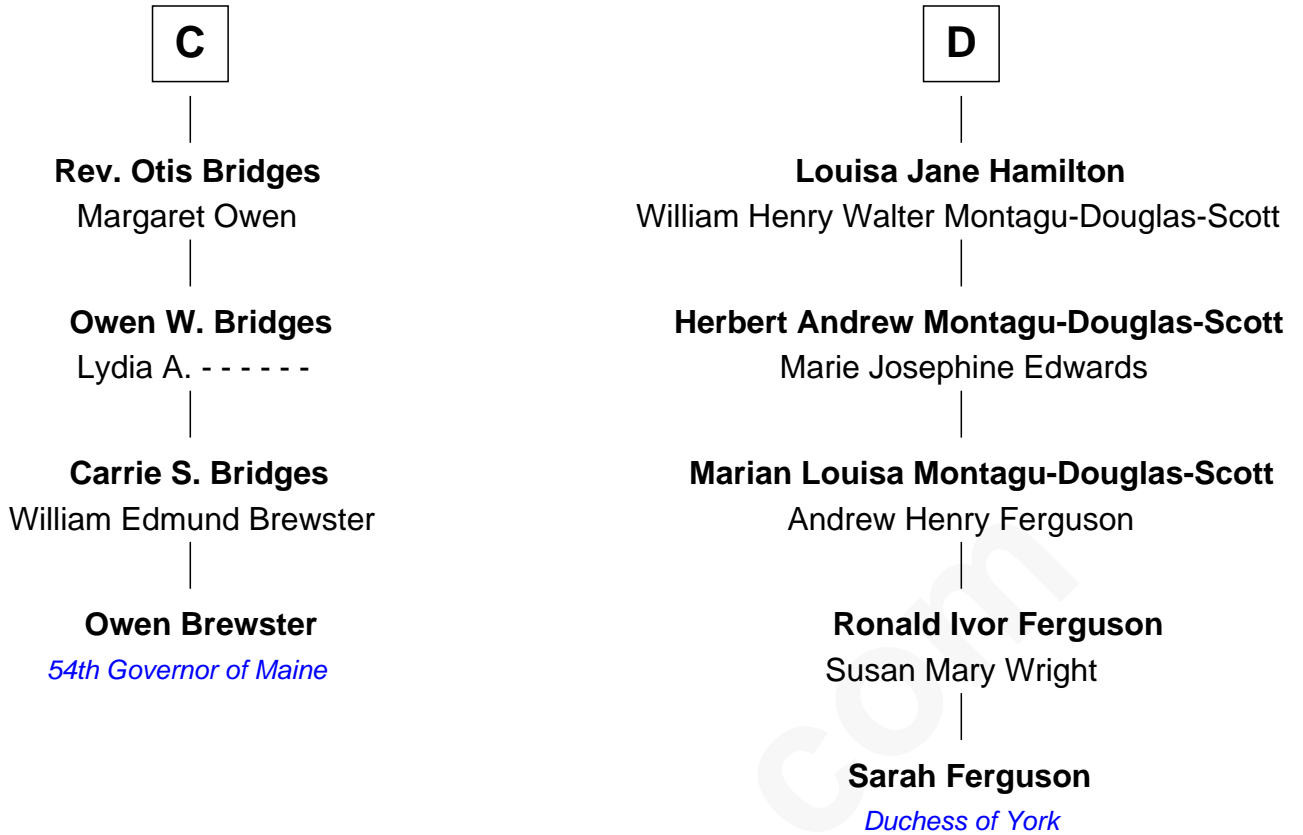 C
Rev. Otis Bridges
Margaret Owen
Owen W. Bridges
Lydia A. - - - - - -
Carrie S. Bridges
William Edmund Brewster
Owen Brewster
54th Governor of Maine
D
Louisa Jane Hamilton
William Henry Walter Montagu-Douglas-Scott
Herbert Andrew Montagu-Douglas-Scott
Marie Josephine Edwards
Marian Louisa Montagu-Douglas-Scott
Andrew Henry Ferguson
Ronald Ivor Ferguson
Susan Mary Wright
Sarah Ferguson
Duchess of York
com